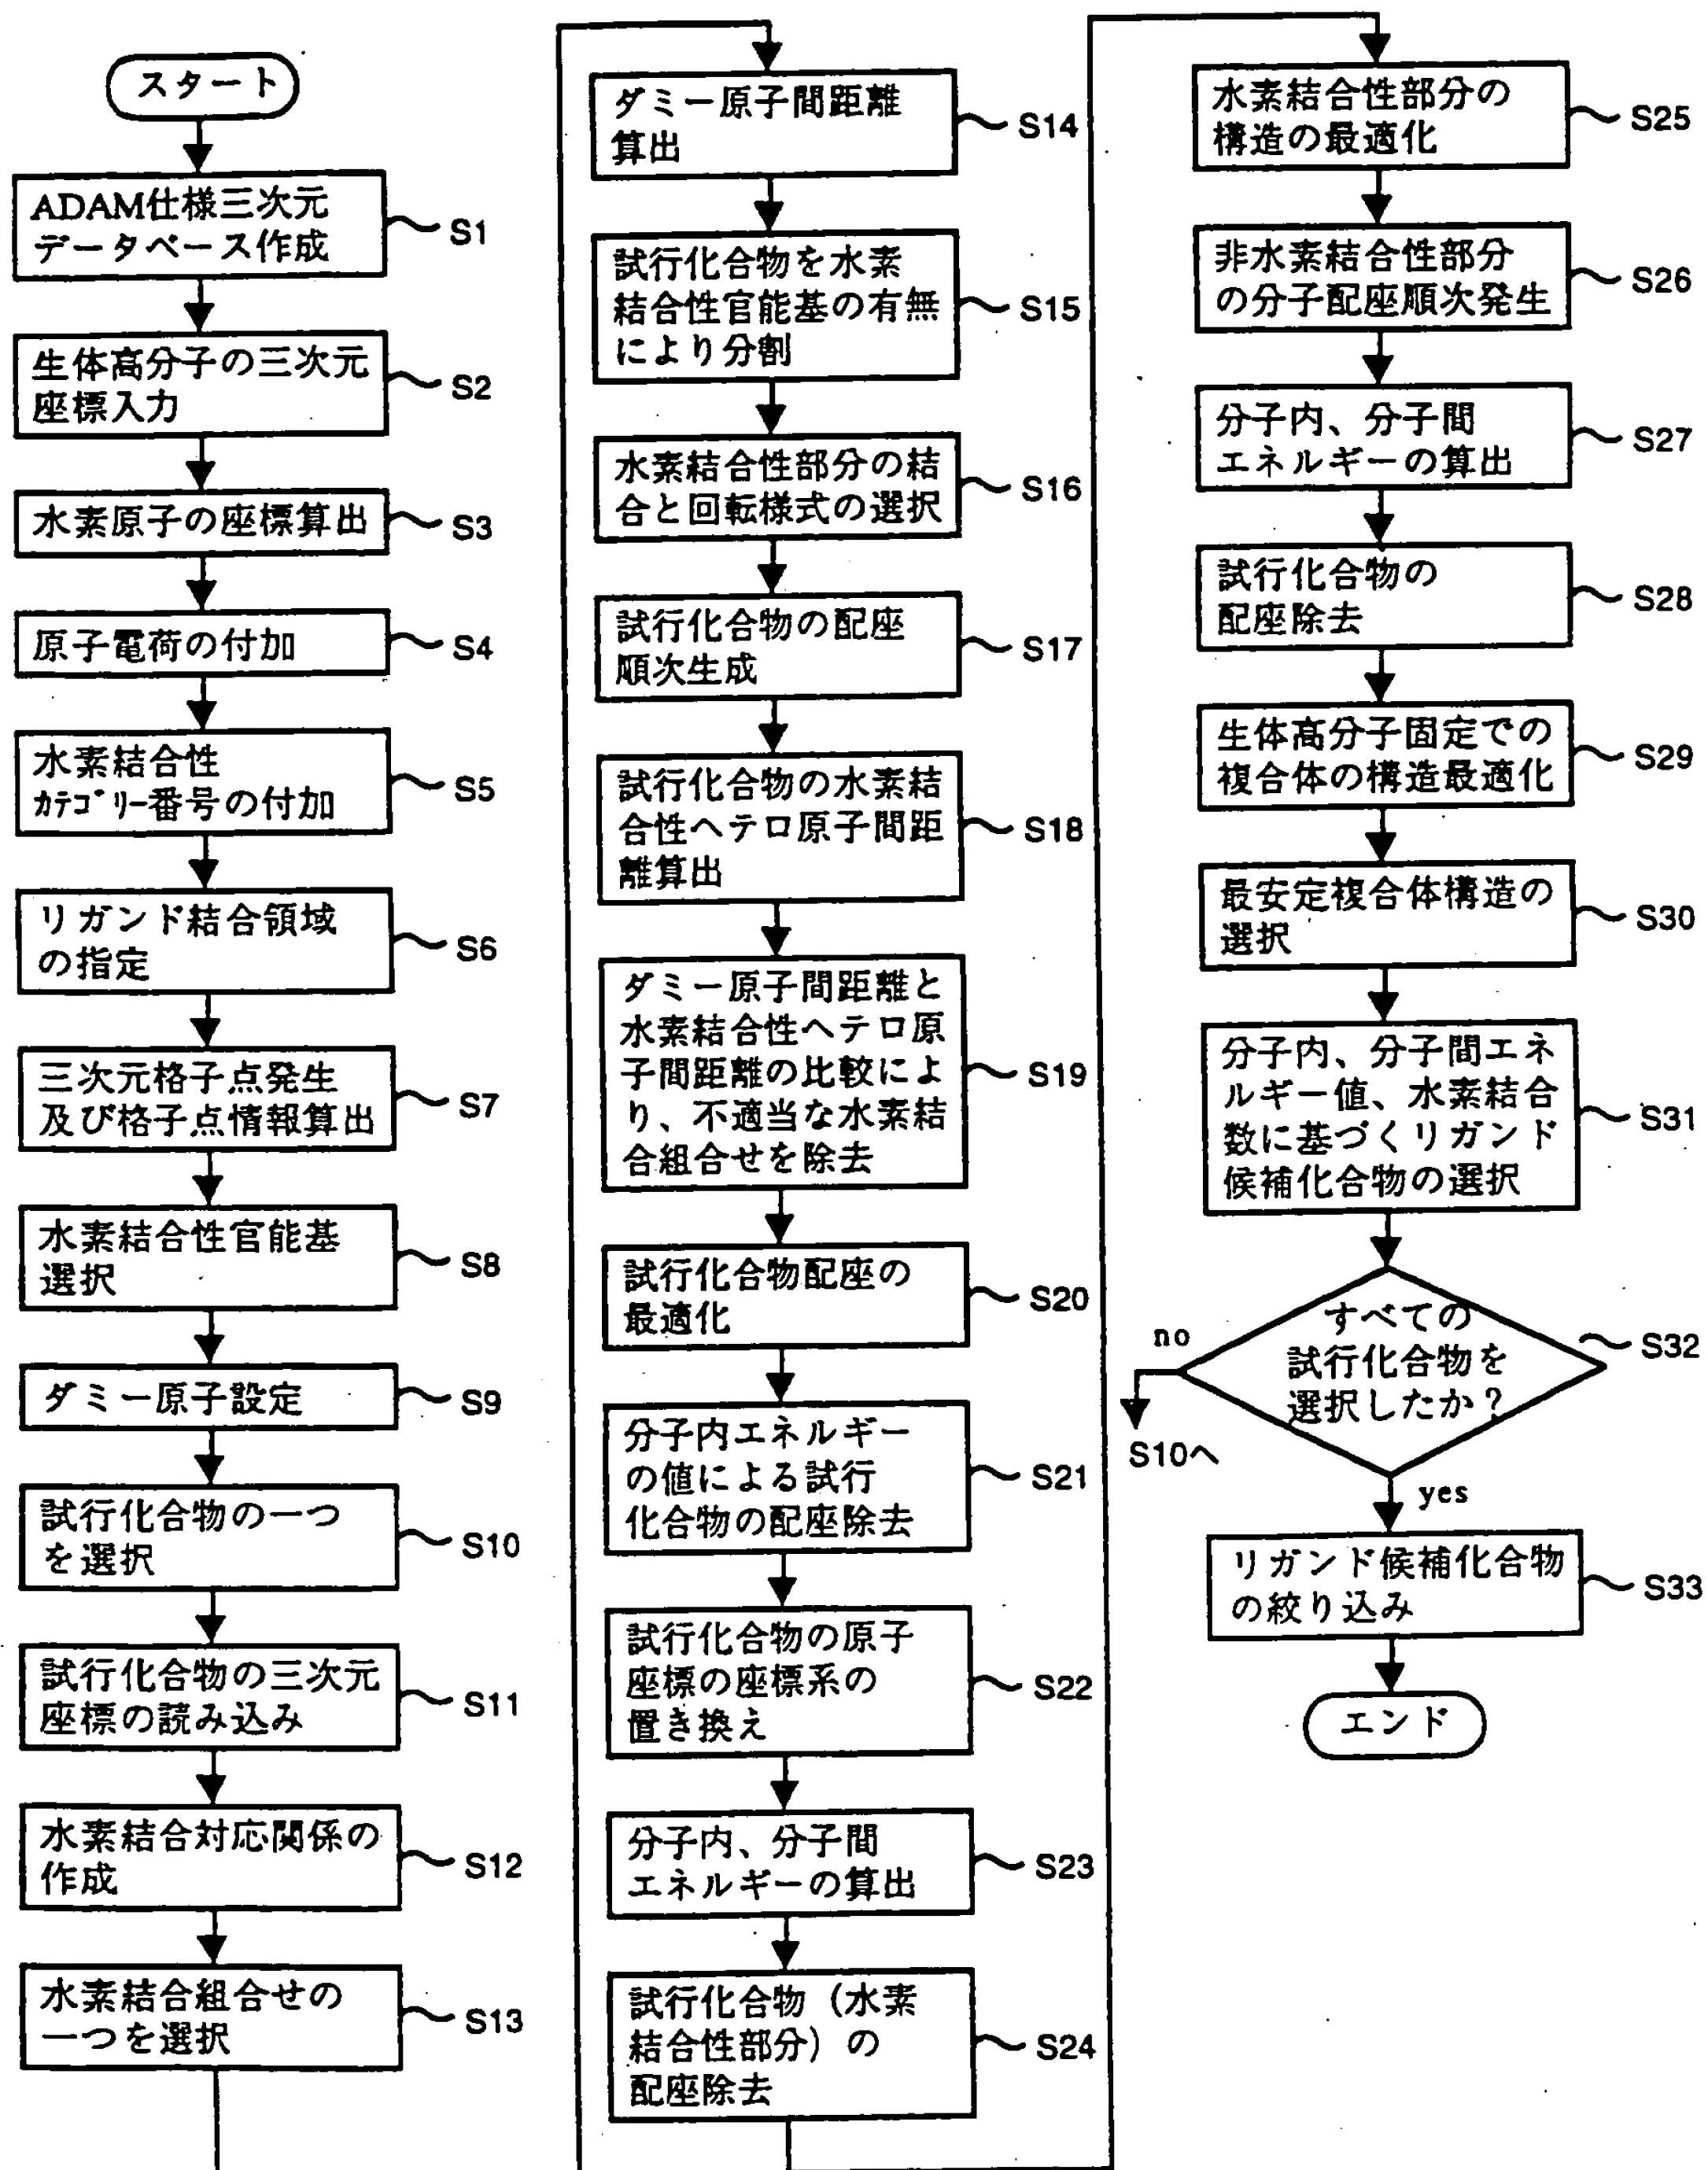 スタート
ADAM仕様三次元
データベース作成
S1
生体高分子の三次元
座標入力
S2
水素原子の座標算出
S3
原子電荷の付加
S4
水素結合性
カテゴリー番号の付加
S5
リガンド結合領域
の指定
S6
三次元格子点発生
及び格子点情報算出
S7
水素結合性官能基
選択
S8
ダミー原子設定
S9
試行化合物の一つ
を選択
S10
試行化合物の三次元
座標の読み込み
S11
水素結合対応関係の
作成
S12
水素結合組合せの
一つを選択
S13
ダミー原子間距離
算出
S14
試行化合物を水素
結合性官能基の有無
により分割
S15
水素結合性部分の結
合と回転様式の選択
S16
試行化合物の配座
順次生成
S17
試行化合物の水素結
合性ヘテロ原子間距
離算出
S18
ダミー原子間距離と
水素結合性ヘテロ原
子間距離の比較によ
り、不適当な水素結
合組合せを除去
S19
試行化合物配座の
最適化
S20
分子内エネルギー
の値による試行
化合物の配座除去
S21
試行化合物の原子
座標の座標系の
置き換え
S22
分子内、分子間
エネルギーの算出
S23
試行化合物（水素
結合性部分）の
配座除去
S24
水素結合性部分の
構造の最適化
S25
非水素結合性部分
の分子配座順次発生
S26
分子内、分子間
エネルギーの算出
S27
試行化合物の
配座除去
S28
生体高分子固定での
複合体の構造最適化
S29
最安定複合体構造の
選択
S30
分子内、分子間エネ
ルギー値、水素結合
数に基づくリガンド
候補化合物の選択
S31
すべての
試行化合物を
選択したか？
S32
no
S10へ
yes
リガンド候補化合物
の絞り込み
S33
エンド